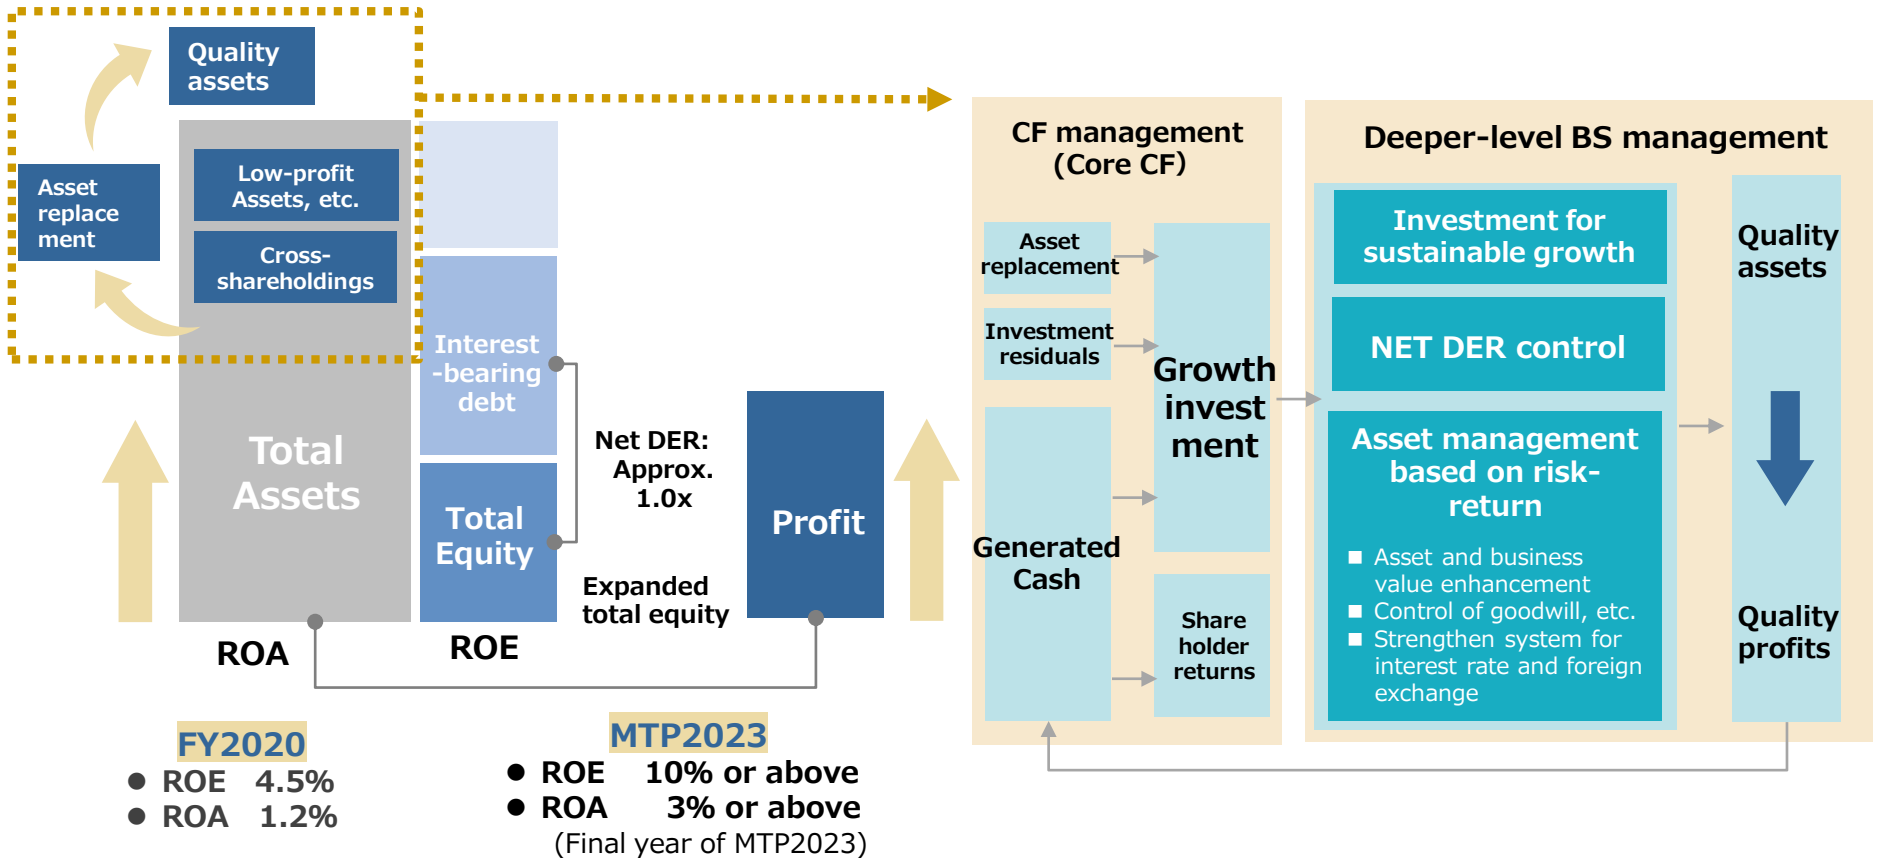 Quality
assets
Asset
replace
ment
Low-profit
Assets, etc.
Cross-
shareholdings
Total
Assets
Interest
-bearing
debt
Total
Equity
Net DER:
Approx.
1.0x
Expanded
total equity
Profit
ROA
ROE
FY2020
● ROE 4.5%
● ROA 1.2%
MTP2023
● ROE 10% or above
● ROA 3% or above
(Final year of MTP2023)
CF management
(Core CF)
Asset
replacement
Investment
residuals
Generated
Cash
Growth
invest
ment
Share
holder
returns
Deeper-level BS management
Investment for
sustainable growth
NET DER control
Asset management
based on risk-
return
■ Asset and business
value enhancement
■ Control of goodwill, etc.
■ Strengthen system for
interest rate and foreign
exchange
Quality
assets
Quality
profits